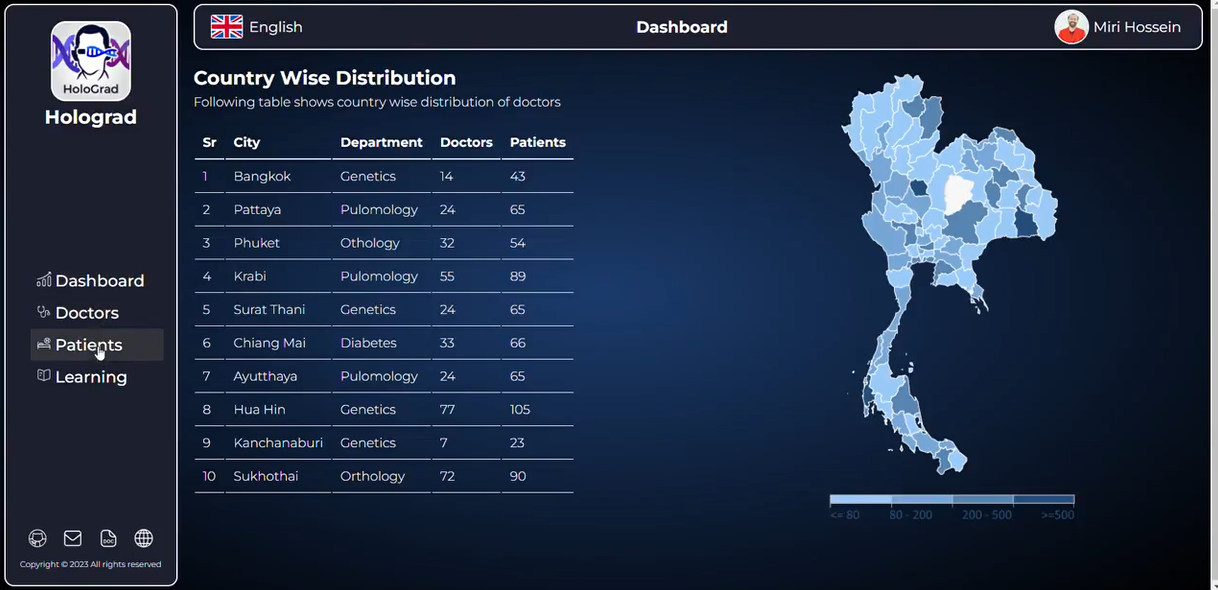 HoloGrad
Holograd
Dashboard
Doctors
Patients
Learning
DOC
Copyright © 2023 All rights reserved
English
Dashboard
Miri Hossein
Country Wise Distribution
Following table shows country wise distribution of doctors
Sr City Department Doctors Patients
1 Bangkok Genetics 14 43
2 Pattaya Pulomology 24 65
3 Phuket Othology 32 54
4 Krabi Pulomology 55 89
5 Surat Thani Genetics 24 65
6 Chiang Mai Diabetes 33 66
7 Ayutthaya Pulomology 24 65
8 Hua Hin Genetics 77 105
9 Kanchanaburi Genetics 7 23
10 Sukhothai Orthology 72 90
<= 80 80 - 200 200 - 500 >=500